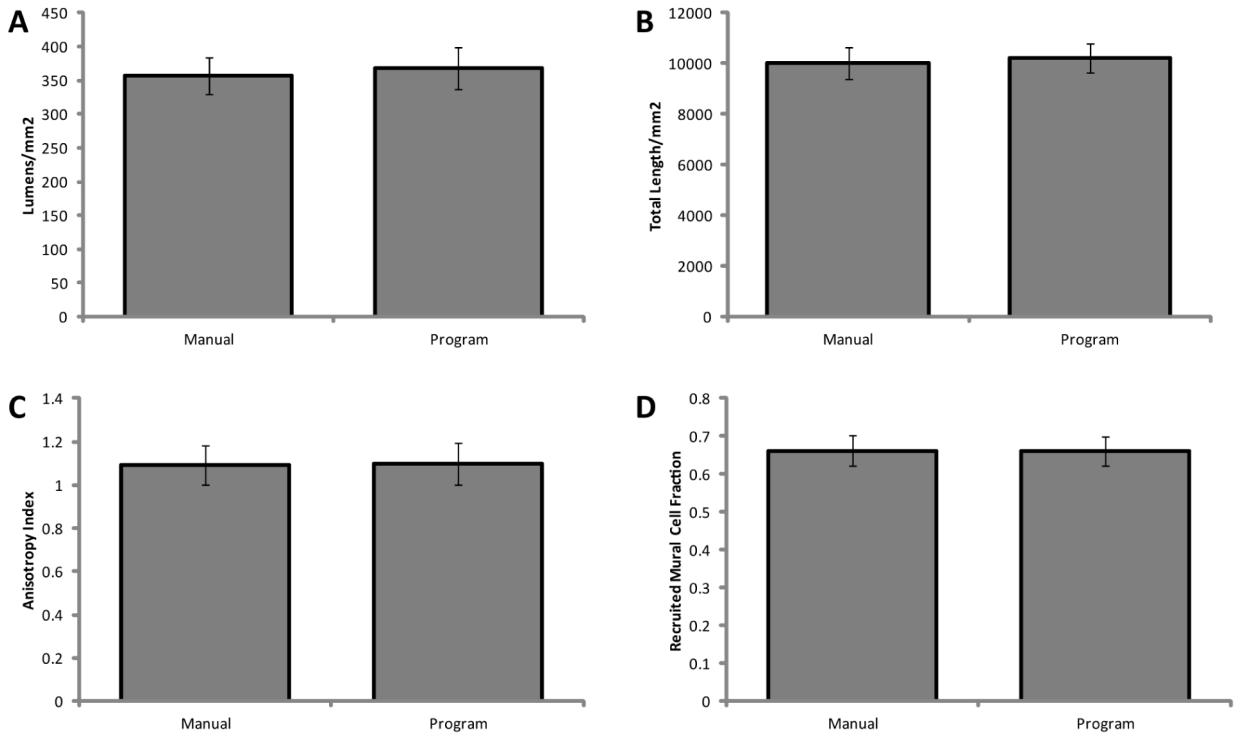 A
Lumens/mm2
450
400
350
300
250
200
150
100
50
0
Manual Program
B
Total Length/mm2
12000
10000
8000
6000
4000
2000
0
Manual Program
C
Anisotropy Index
1.4
1.2
1
0.8
0.6
0.4
0.2
0
Manual Program
D
Recruited Mural Cell Fraction
0.8
0.7
0.6
0.5
0.4
0.3
0.2
0.1
0
Manual Program